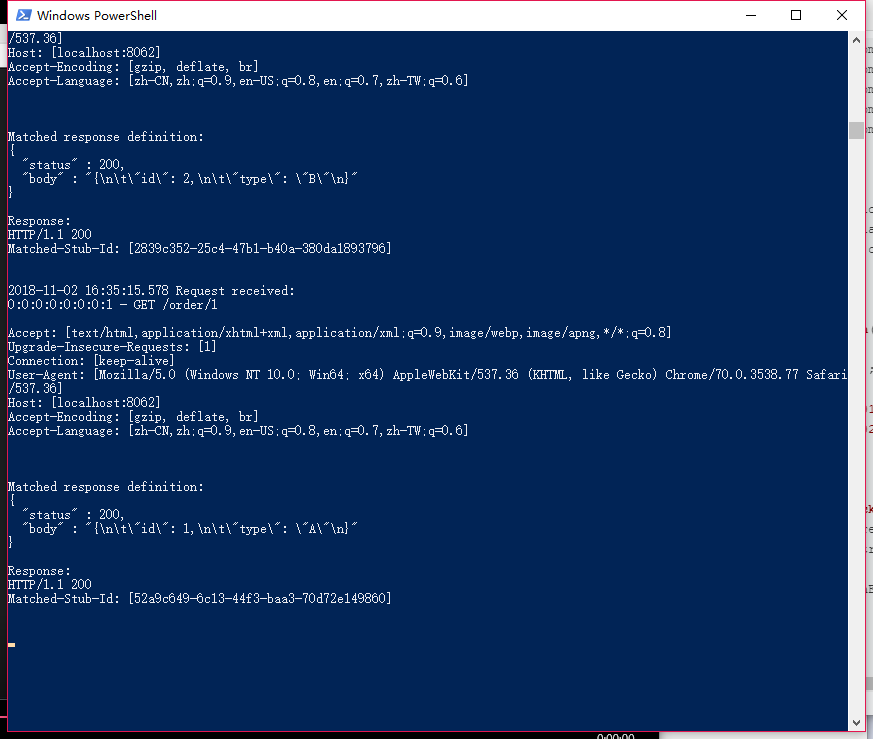 Windows PowerShell
/537.36]
Host: [localhost:8062]
Accept-Encoding: [gzip, deflate, br]
Accept-Language: [zh-CN,zh;q=0.9,en-US;q=0.8,en;q=0.7,zh-TW;q=0.6]
Matched response definition:
{
  "status" : 200,
  "body" : "{\n\t\"id\": 2,\n\t\"type\": \"B\"\n}"
}
Response:
HTTP/1.1 200
Matched-Stub-Id: [2839c352-25c4-47b1-b40a-380da1893796]
2018-11-02 16:35:15.578 Request received:
0:0:0:0:0:0:0:1 - GET /order/1
Accept: [text/html,application/xhtml+xml,application/xml;q=0.9,image/webp,image/apng,*/*;q=0.8]
Upgrade-Insecure-Requests: [1]
Connection: [keep-alive]
User-Agent: [Mozilla/5.0 (Windows NT 10.0; Win64; x64) AppleWebKit/537.36 (KHTML, like Gecko) Chrome/70.0.3538.77 Safari
/537.36]
Host: [localhost:8062]
Accept-Encoding: [gzip, deflate, br]
Accept-Language: [zh-CN,zh;q=0.9,en-US;q=0.8,en;q=0.7,zh-TW;q=0.6]
Matched response definition:
{
  "status" : 200,
  "body" : "{\n\t\"id\": 1,\n\t\"type\": \"A\"\n}"
}
Response:
HTTP/1.1 200
Matched-Stub-Id: [52a9c649-6c13-44f3-baa3-70d72e149860]